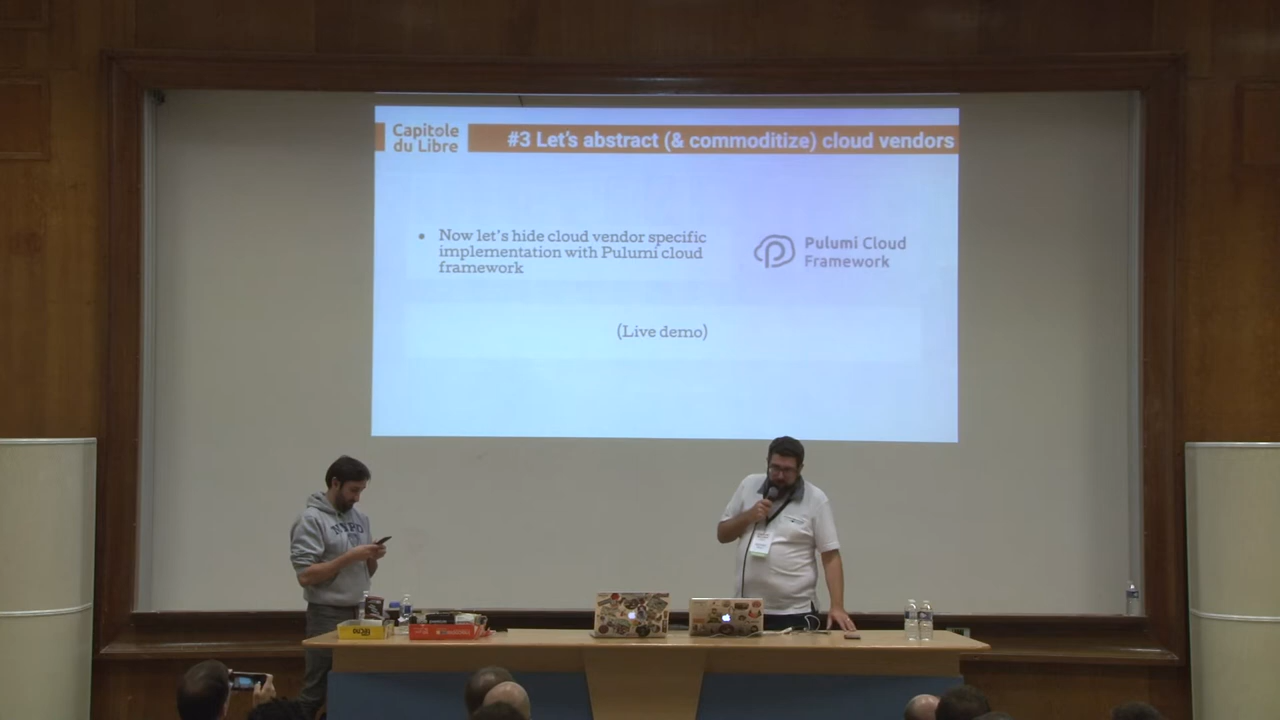 Capitole
du Libre
#3 Let's abstract (& commoditize) cloud vendors
• Now let's hide cloud vendor specific
implementation with Pulumi cloud
framework
Pulumi Cloud
Framework
(Live demo)